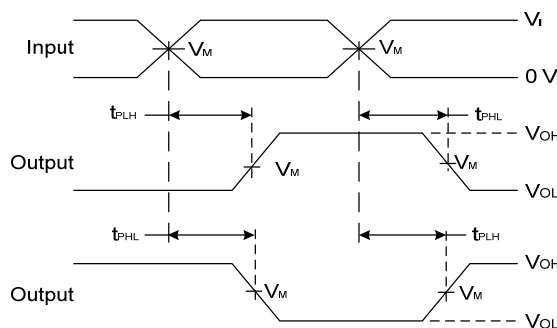 Input
VM
VM
VI
0 V
tPLH
tPHL
Output
VM
VM
VOH
VOL
tPHL
tPLH
Output
VM
VM
VOH
VOL